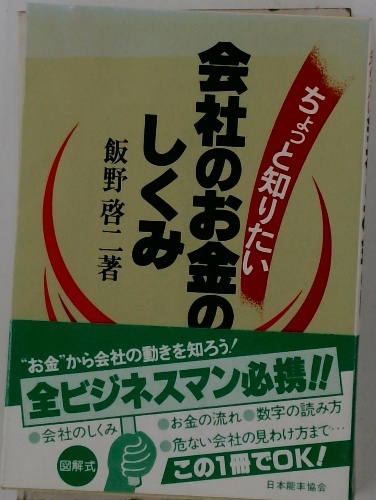 ちょっと知りたい
会社のお金の
しくみ
飯野啓二著
“お金”から会社の動きを知ろう!
全ビジネスマン必携!!
●会社のしくみ
●お金の流れ●数字の読み方
●危ない会社の見わけ方まで…
図解式
この1冊でOK!
日本能率協会